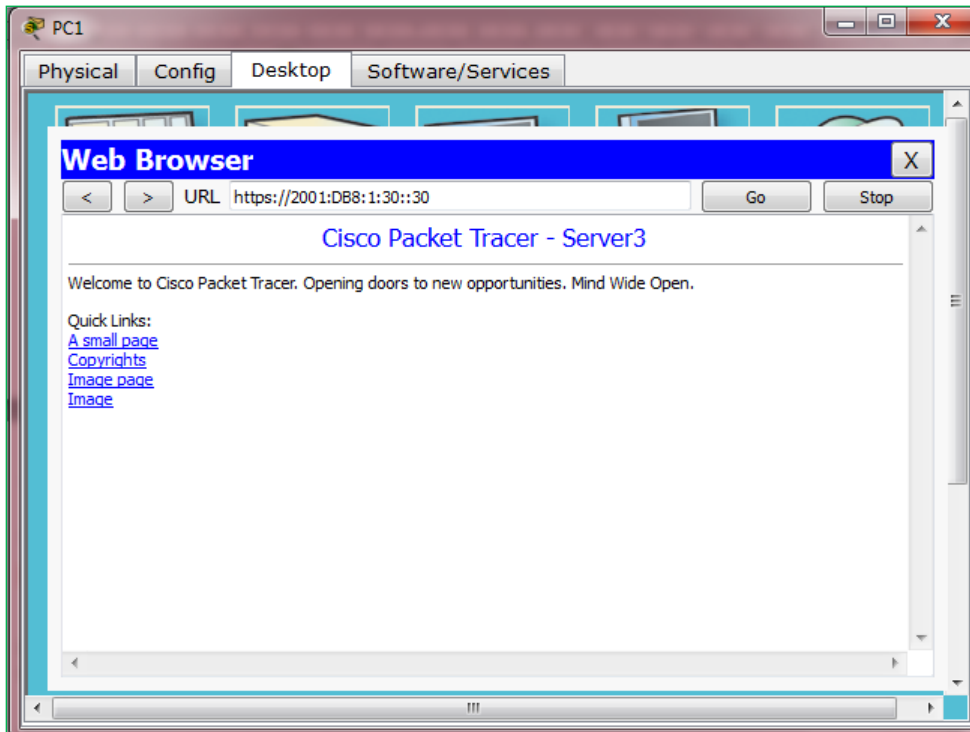 PC1
Physical Config Desktop Software/Services
Web Browser X
< > URL https://2001:DB8:1:30::30 Go Stop
Cisco Packet Tracer - Server3
Welcome to Cisco Packet Tracer. Opening doors to new opportunities. Mind Wide Open.
Quick Links:
A small page
Copyrights
Image page
Image